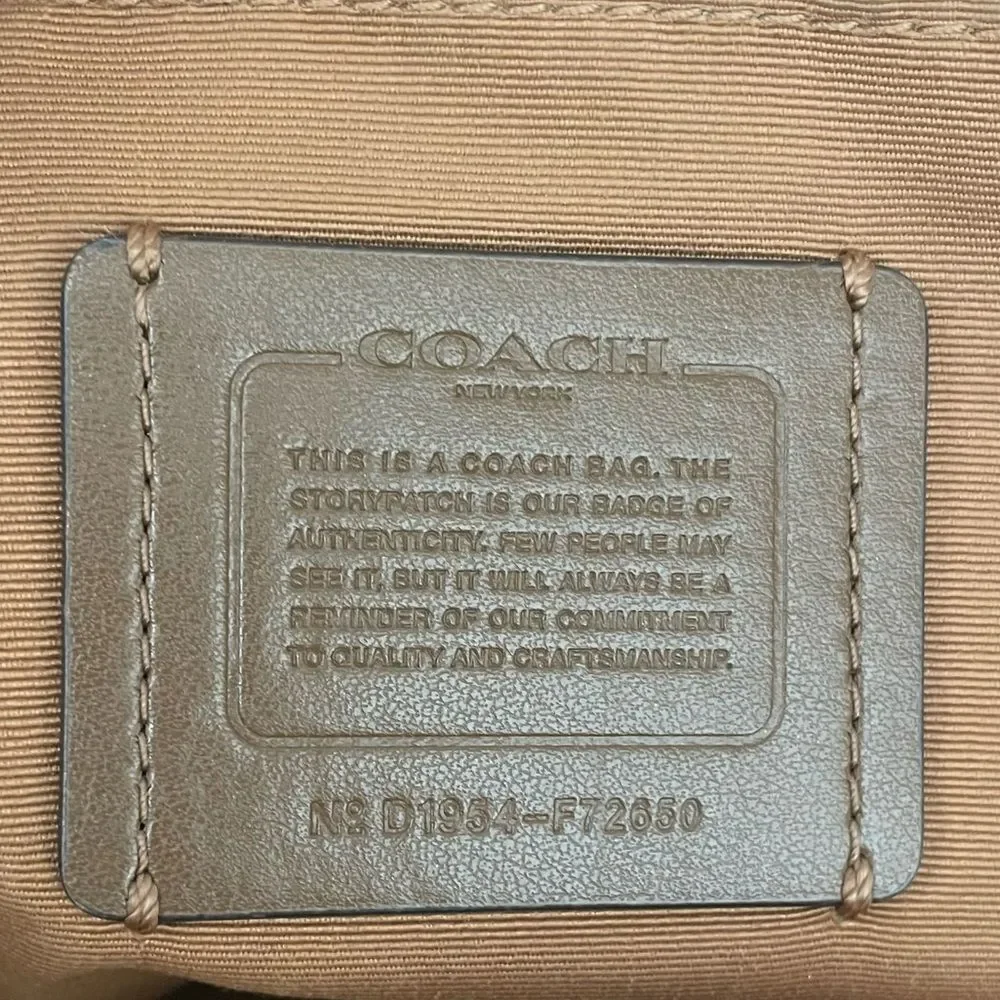 COACH
NEW YORK
THIS IS A COACH BAG. THE
STORYPATCH IS OUR BADGE OF
AUTHENTICITY. FEW PEOPLE MAY
SEE IT, BUT IT WILL ALWAYS BE A
REMINDER OF OUR COMMITMENT
TO QUALITY AND CRAFTSMANSHIP.
Nº D1954-F72650